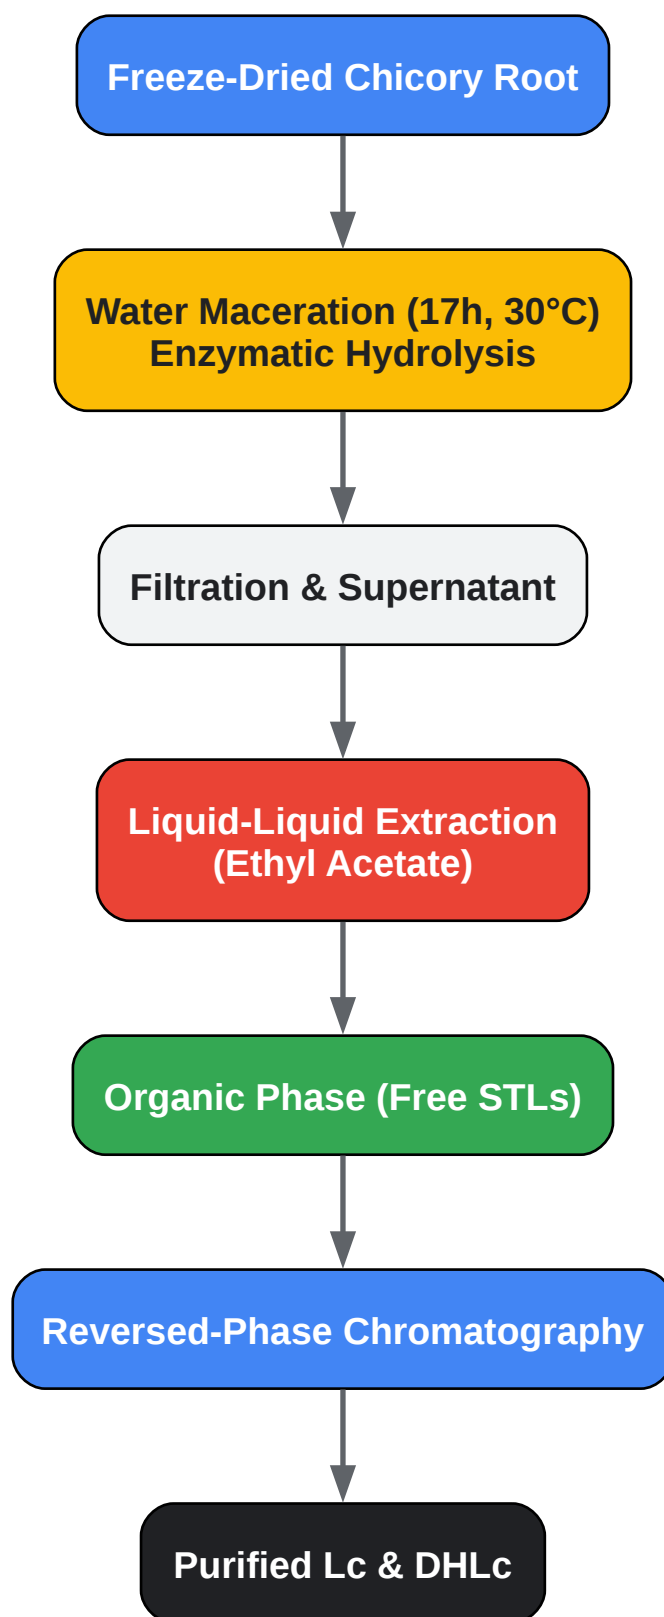 Freeze-Dried Chicory Root
Water Maceration (17h, 30°C)
Enzymatic Hydrolysis
Filtration & Supernatant
Liquid-Liquid Extraction
(Ethyl Acetate)
Organic Phase (Free STLs)
Reversed-Phase Chromatography
Purified Lc & DHLc